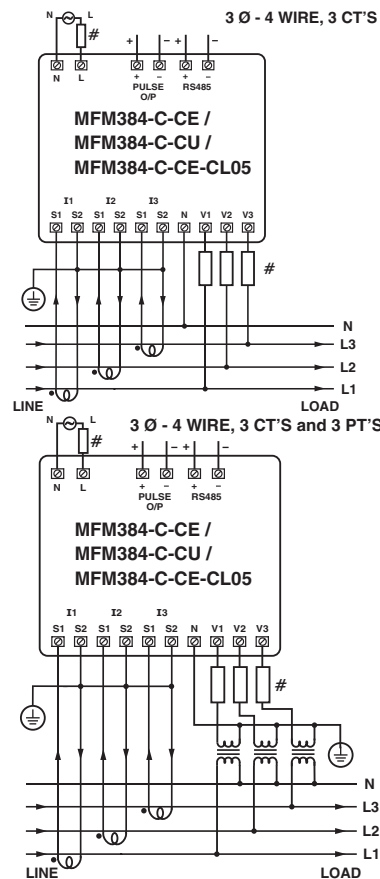 3 Ø - 4 WIRE, 3 CT'S
N L
#
+ − + −
N L + − + −
PULSE RS485
O/P
MFM384-C-CE /
MFM384-C-CU /
MFM384-C-CE-CL05
I1 I2 I3
S1 S2 S1 S2 S1 S2 N V1 V2 V3
#
N
L3
L2
L1
LINE LOAD
3 Ø - 4 WIRE, 3 CT'S and 3 PT'S
N L
#
+ − + −
N L + − + −
PULSE RS485
O/P
MFM384-C-CE /
MFM384-C-CU /
MFM384-C-CE-CL05
I1 I2 I3
S1 S2 S1 S2 S1 S2 N V1 V2 V3
#
N
L3
L2
L1
LINE LOAD